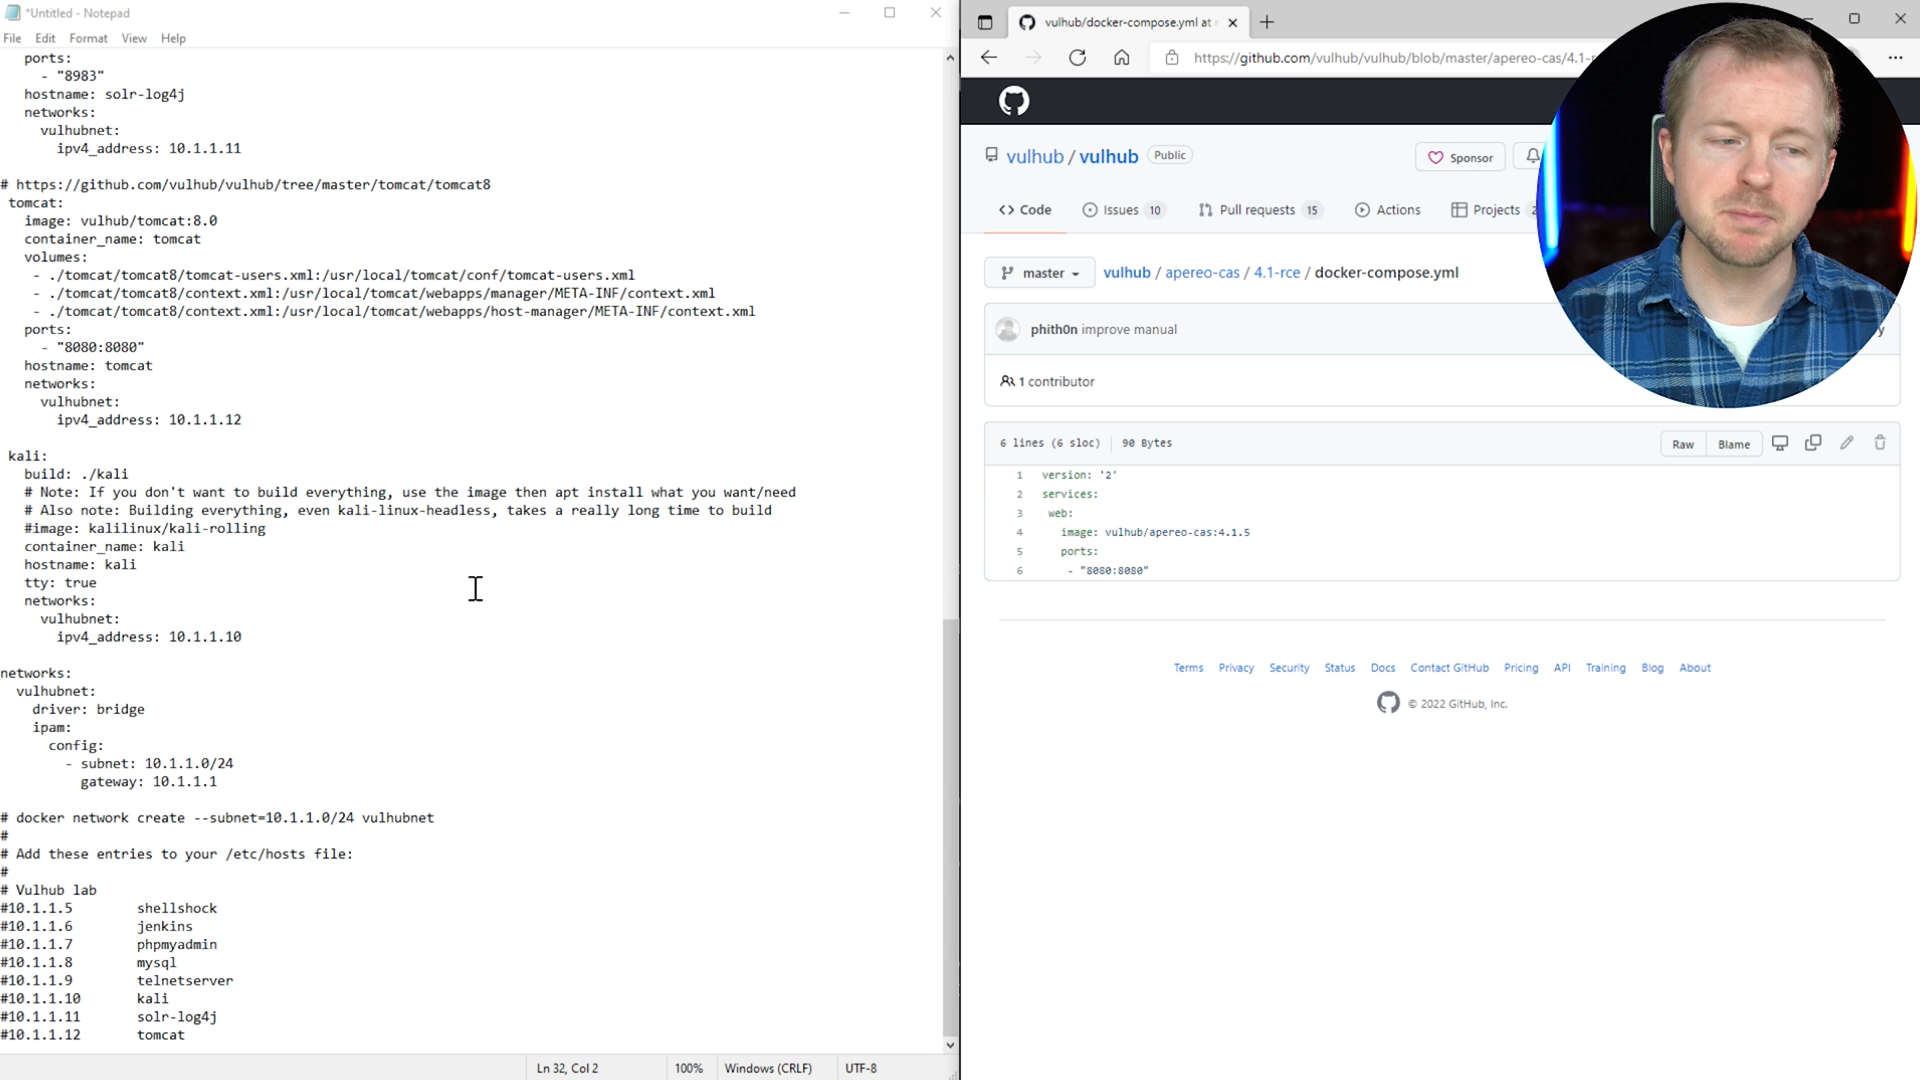 *Untitled - Notepad
File Edit Format View Help
ports:
- "8983"
hostname: solr-log4j
networks:
vulhubnet:
ipv4_address: 10.1.1.11
# https://github.com/vulhub/vulhub/tree/master/tomcat/tomcat8
tomcat:
image: vulhub/tomcat:8.0
container_name: tomcat
volumes:
- ./tomcat/tomcat8/tomcat-users.xml:/usr/local/tomcat/conf/tomcat-users.xml
- ./tomcat/tomcat8/context.xml:/usr/local/tomcat/webapps/manager/META-INF/context.xml
- ./tomcat/tomcat8/context.xml:/usr/local/tomcat/webapps/host-manager/META-INF/context.xml
ports:
- "8080:8080"
hostname: tomcat
networks:
vulhubnet:
ipv4_address: 10.1.1.12
kali:
build: ./kali
# Note: If you don't want to build everything, use the image then apt install what you want/need
# Also note: Building everything, even kali-linux-headless, takes a really long time to build
#image: kalilinux/kali-rolling
container_name: kali
hostname: kali
tty: true
networks:
vulhubnet:
ipv4_address: 10.1.1.10
networks:
vulhubnet:
driver: bridge
ipam:
config:
- subnet: 10.1.1.0/24
gateway: 10.1.1.1
# docker network create --subnet=10.1.1.0/24 vulhubnet
#
# Add these entries to your /etc/hosts file:
#
# Vulhub lab
#10.1.1.5 shellshock
#10.1.1.6 jenkins
#10.1.1.7 phpmyadmin
#10.1.1.8 mysql
#10.1.1.9 telnetserver
#10.1.1.10 kali
#10.1.1.11 solr-log4j
#10.1.1.12 tomcat
Ln 32, Col 2 100% Windows (CRLF) UTF-8
vulhub/docker-compose.yml at
https://github.com/vulhub/vulhub/blob/master/apereo-cas/4.1-r
vulhub / vulhub Public Sponsor
Code Issues 10 Pull requests 15 Actions Projects 2
master vulhub / apereo-cas / 4.1-rce / docker-compose.yml
phith0n improve manual
1 contributor
6 lines (6 sloc) 90 Bytes Raw Blame
1 version: '2'
2 services:
3 web:
4 image: vulhub/apereo-cas:4.1.5
5 ports:
6 - "8080:8080"
Terms Privacy Security Status Docs Contact GitHub Pricing API Training Blog About
© 2022 GitHub, Inc.